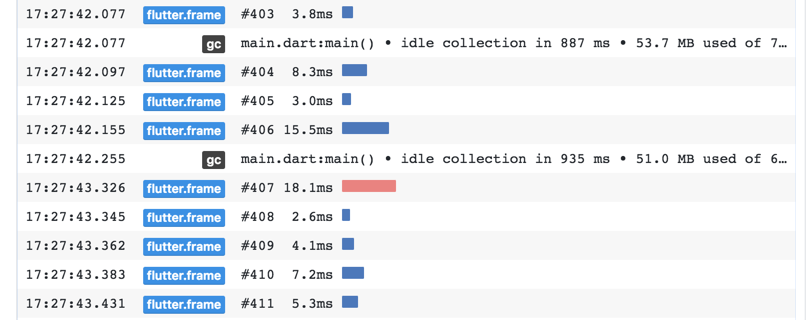 17:27:42.077 flutter.frame #403 3.8ms
17:27:42.077 gc main.dart:main() • idle collection in 887 ms • 53.7 MB used of 7…
17:27:42.097 flutter.frame #404 8.3ms
17:27:42.125 flutter.frame #405 3.0ms
17:27:42.155 flutter.frame #406 15.5ms
17:27:42.255 gc main.dart:main() • idle collection in 935 ms • 51.0 MB used of 6…
17:27:43.326 flutter.frame #407 18.1ms
17:27:43.345 flutter.frame #408 2.6ms
17:27:43.362 flutter.frame #409 4.1ms
17:27:43.383 flutter.frame #410 7.2ms
17:27:43.431 flutter.frame #411 5.3ms